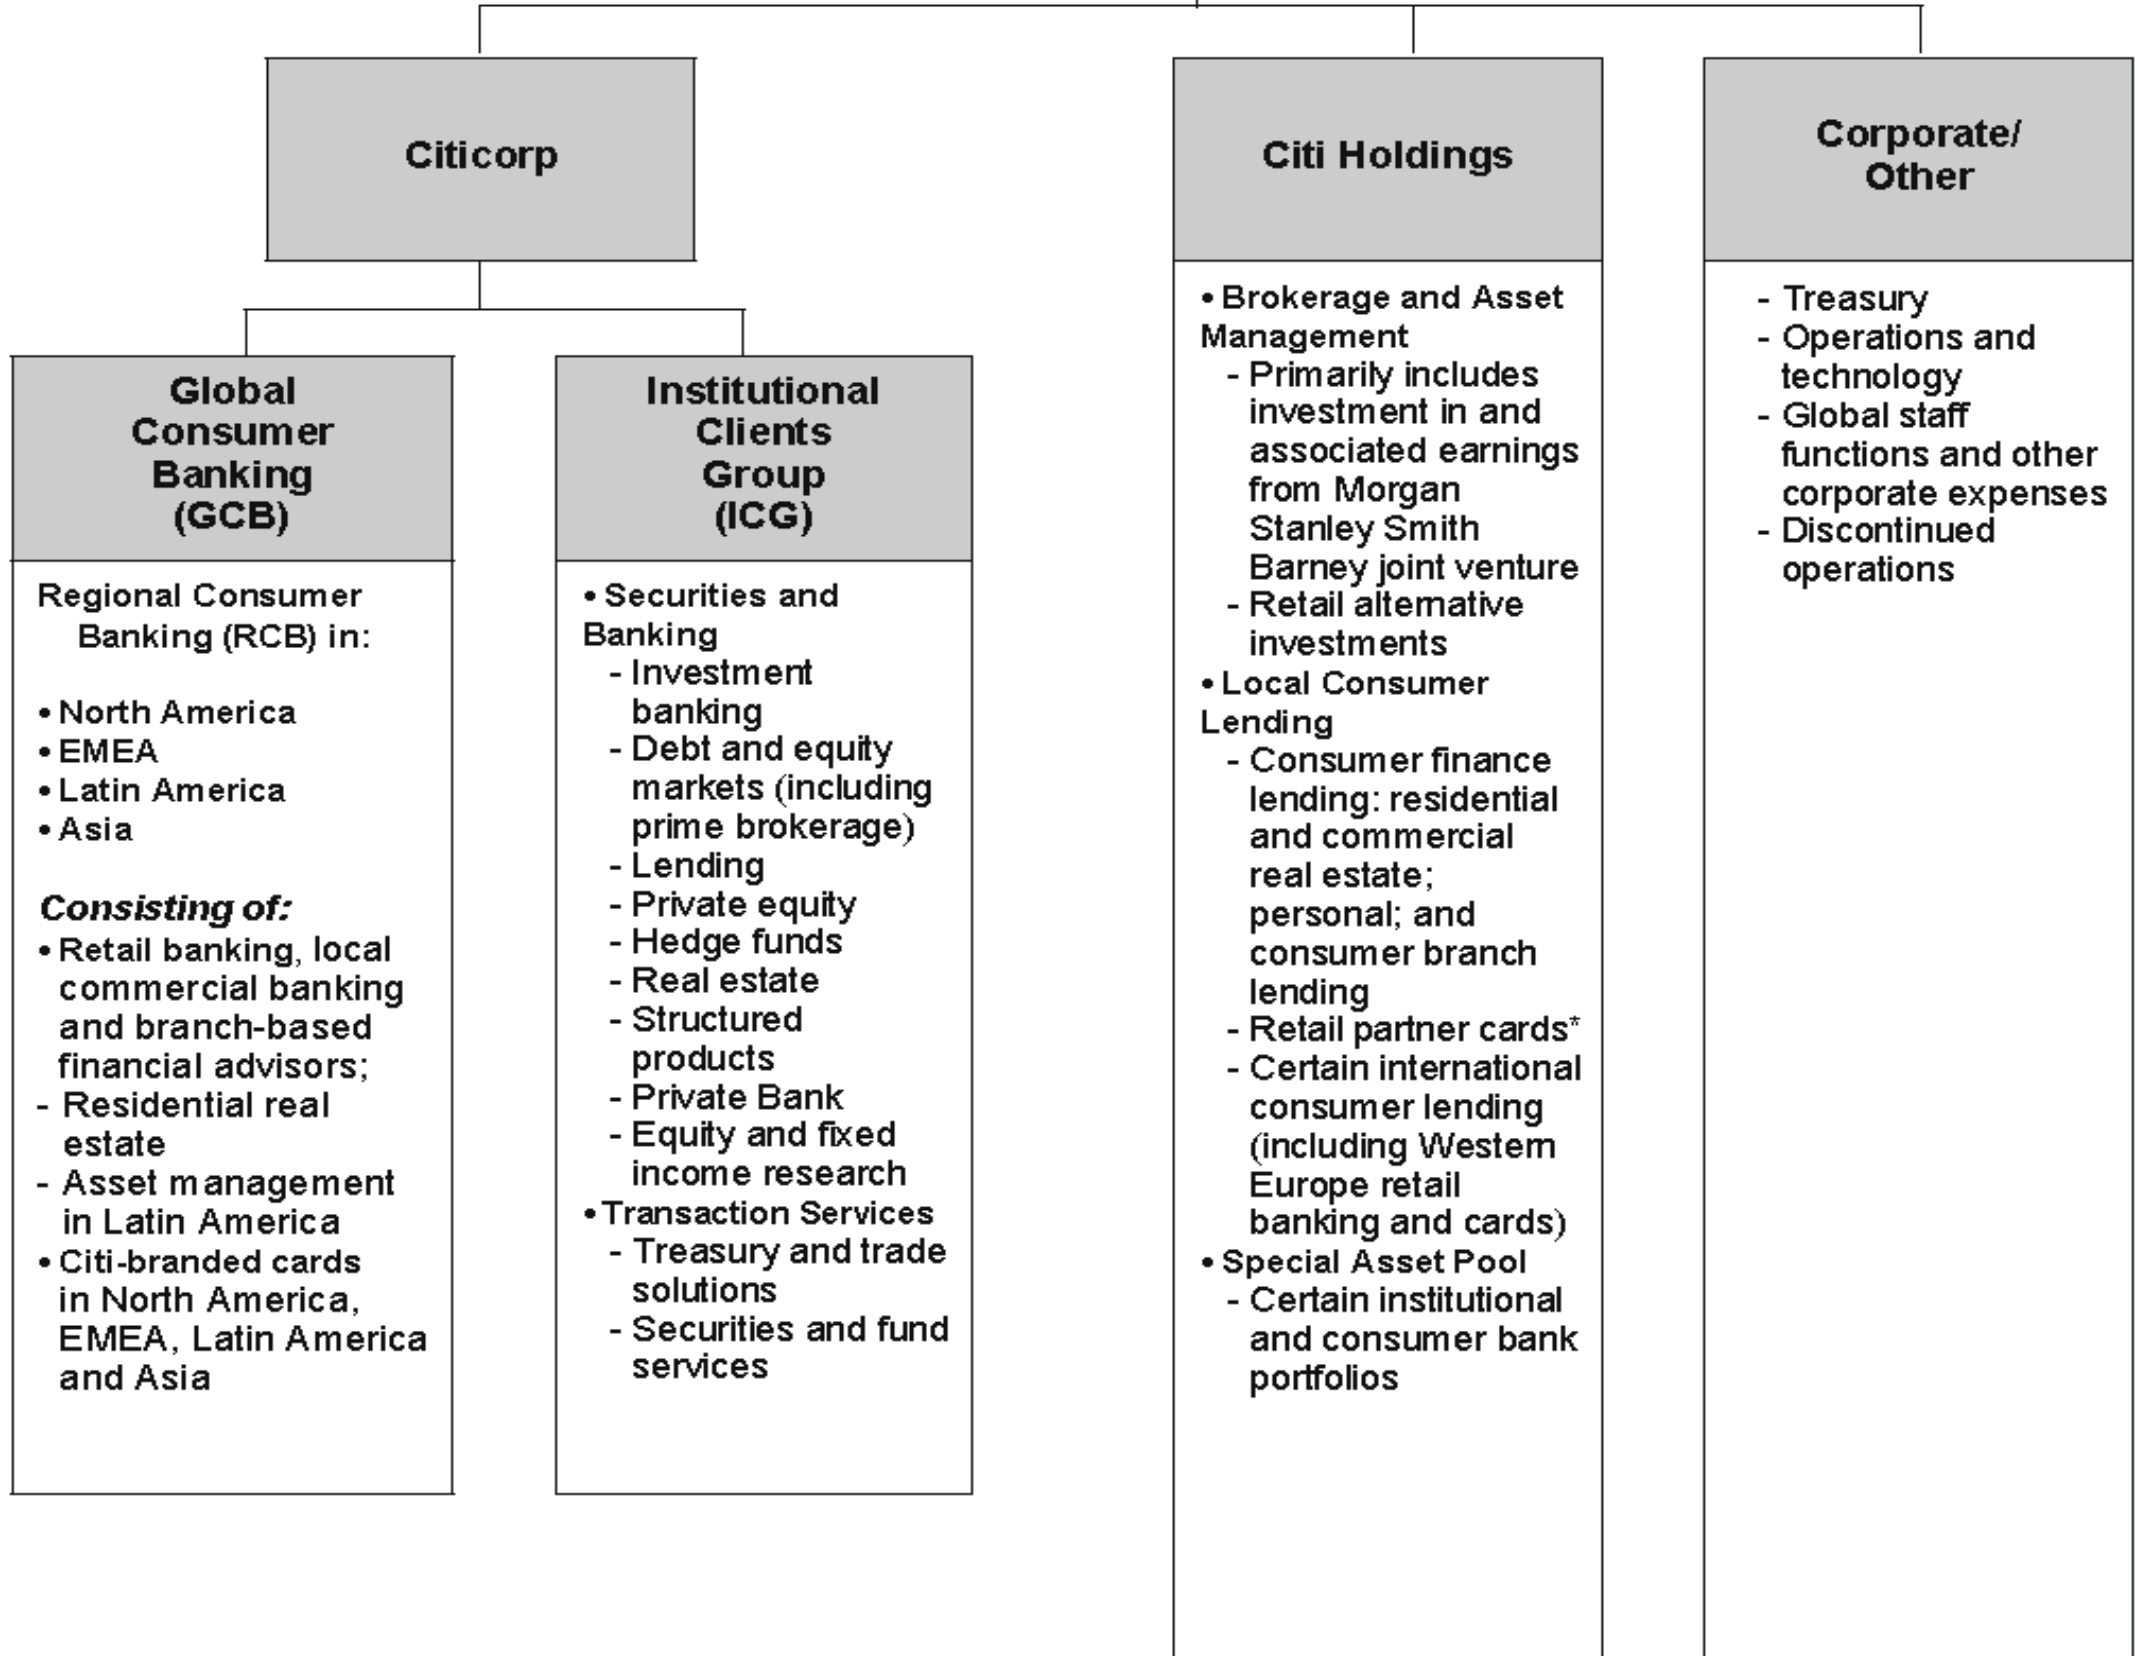 Citicorp
Citi Holdings
Corporate/
Other
Global
Consumer
Banking
(GCB)
Regional Consumer
Banking (RCB) in:
• North America
• EMEA
• Latin America
• Asia
Consisting of:
• Retail banking, local
commercial banking
and branch-based
financial advisors;
- Residential real
estate
- Asset management
in Latin America
• Citi-branded cards
in North America,
EMEA, Latin America
and Asia
Institutional
Clients
Group
(ICG)
• Securities and
Banking
- Investment
banking
- Debt and equity
markets (including
prime brokerage)
- Lending
- Private equity
- Hedge funds
- Real estate
- Structured
products
- Private Bank
- Equity and fixed
income research
• Transaction Services
- Treasury and trade
solutions
- Securities and fund
services
• Brokerage and Asset
Management
- Primarily includes
investment in and
associated earnings
from Morgan
Stanley Smith
Barney joint venture
- Retail alternative
investments
• Local Consumer
Lending
- Consumer finance
lending: residential
and commercial
real estate;
personal; and
consumer branch
lending
- Retail partner cards*
- Certain international
consumer lending
(including Western
Europe retail
banking and cards)
• Special Asset Pool
- Certain institutional
and consumer bank
portfolios
- Treasury
- Operations and
technology
- Global staff
functions and other
corporate expenses
- Discontinued
operations